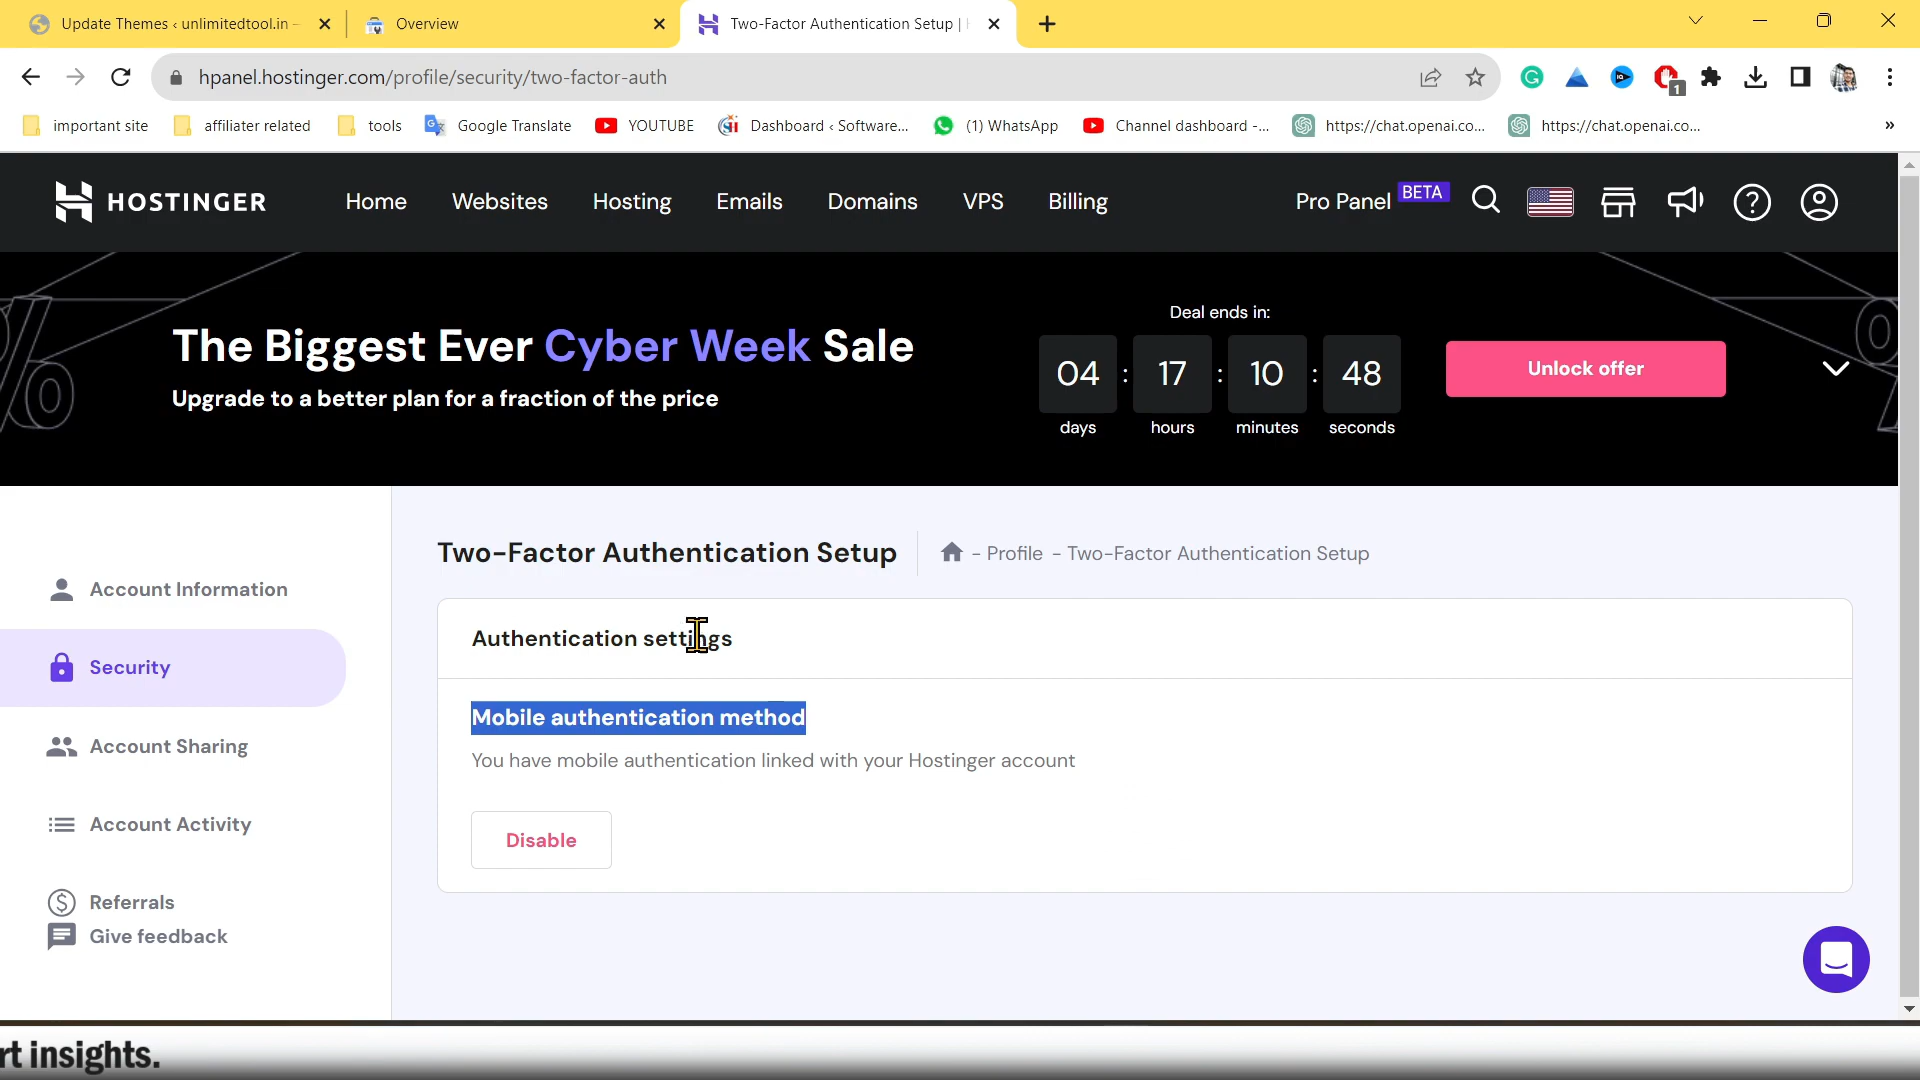 Update Themes ‹ unlimitedtool.in –
Overview
Two-Factor Authentication Setup |
hpanel.hostinger.com/profile/security/two-factor-auth
1
important site
affiliater related
tools
Google Translate
YOUTUBE
Dashboard ‹ Software...
(1) WhatsApp
Channel dashboard -...
https://chat.openai.co...
https://chat.openai.co...
»
HOSTINGER
Home
Websites
Hosting
Emails
Domains
VPS
Billing
Pro Panel BETA
The Biggest Ever Cyber Week Sale
Upgrade to a better plan for a fraction of the price
Deal ends in:
04 : 17 : 10 : 48
days hours minutes seconds
Unlock offer
Account Information
Security
Account Sharing
Account Activity
Referrals
Give feedback
Two-Factor Authentication Setup
- Profile - Two-Factor Authentication Setup
Authentication settings
Mobile authentication method
You have mobile authentication linked with your Hostinger account
Disable
rt insights.